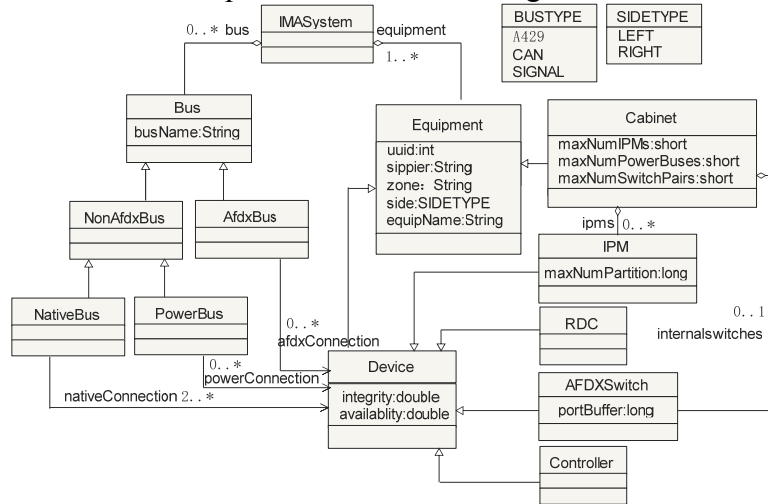 IMASystem
0..* bus
equipment
1..*
BUSTYPE
A429
CAN
SIGNAL
SIDETYPE
LEFT
RIGHT
Bus
busName:String
Equipment
uuid:int
sippier:String
zone：String
side:SIDETYPE
equipName:String
Cabinet
maxNumIPMs:short
maxNumPowerBuses:short
maxNumSwitchPairs:short
NonAfdxBus
AfdxBus
ipms 0..*
IPM
maxNumPartition:long
NativeBus
PowerBus
0..*
afdxConnection
RDC
0..1
internalswitches
Device
integrity:double
availablity:double
0..*
powerConnection
nativeConnection 2..*
AFDXSwitch
portBuffer:long
Controller